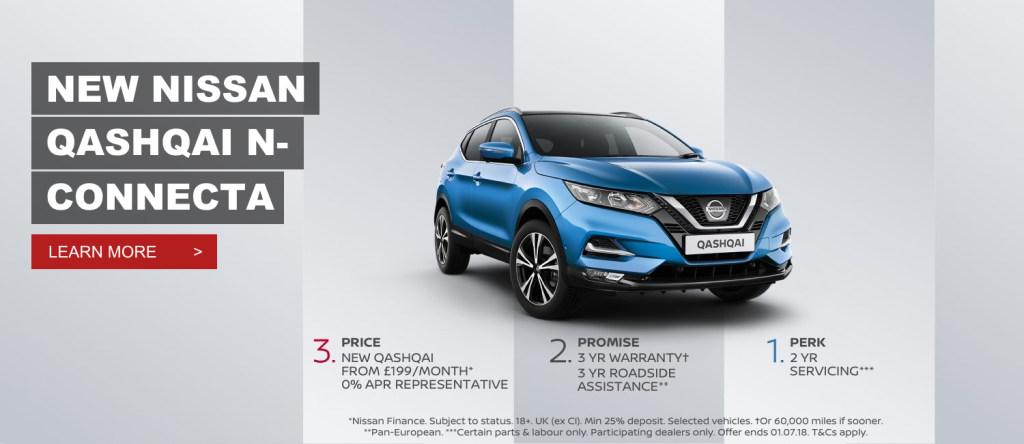 NEW NISSAN
QASHQAI N-
CONNECTA
LEARN MORE >
NISSAN
QASHQAI
3. PRICE
NEW QASHQAI
FROM £199/MONTH*
0% APR REPRESENTATIVE
2. PROMISE
3 YR WARRANTY†
3 YR ROADSIDE
ASSISTANCE**
1. PERK
2 YR
SERVICING***
*Nissan Finance. Subject to status. 18+. UK (ex CI). Min 25% deposit. Selected vehicles. †Or 60,000 miles if sooner.
**Pan-European. ***Certain parts & labour only. Participating dealers only. Offer ends 01.07.18. T&Cs apply.